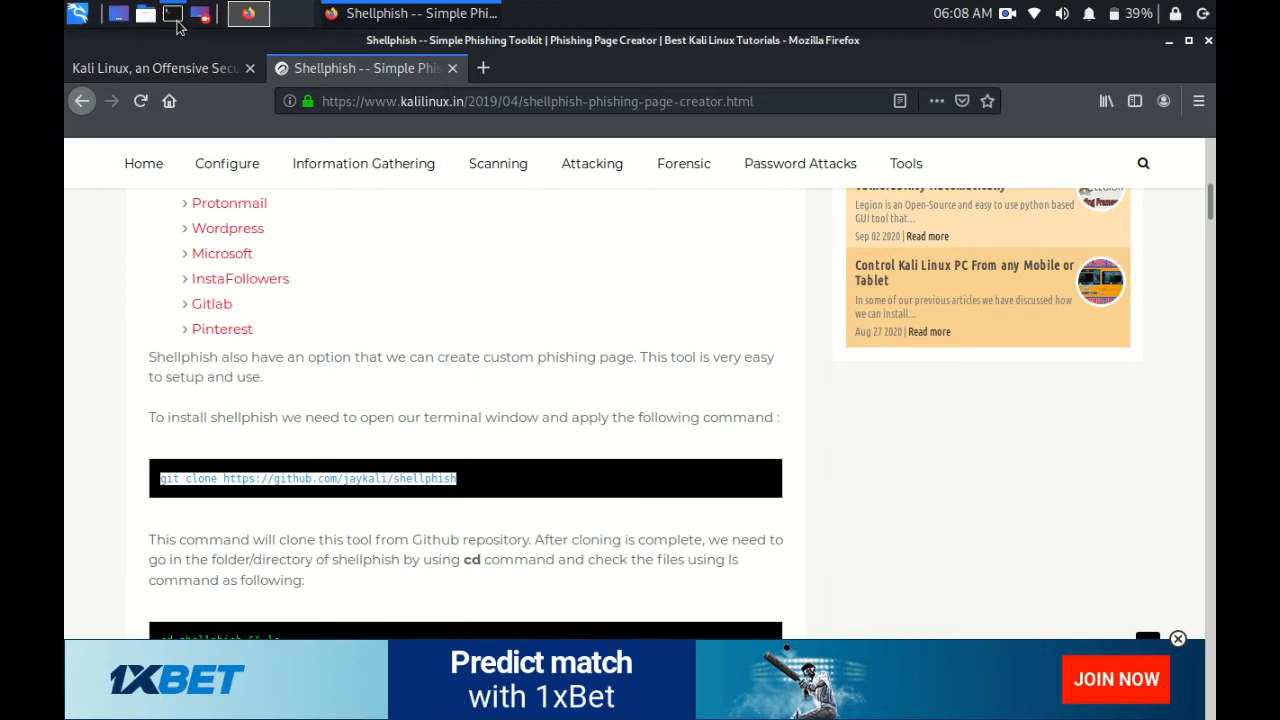 Shellphish -- Simple Phi...
06:08 AM
39%
Shellphish -- Simple Phishing Toolkit | Phishing Page Creator | Best Kali Linux Tutorials - Mozilla Firefox
Kali Linux, an Offensive Sec
Shellphish -- Simple Phis
https://www.kalilinux.in/2019/04/shellphish-phishing-page-creator.html
Home
Configure
Information Gathering
Scanning
Attacking
Forensic
Password Attacks
Tools
Protonmail
Wordpress
Microsoft
InstaFollowers
Gitlab
Pinterest
Shellphish also have an option that we can create custom phishing page. This tool is very easy
to setup and use.
To install shellphish we need to open our terminal window and apply the following command :
git clone https://github.com/jaykali/shellphish
This command will clone this tool from Github repository. After cloning is complete, we need to
go in the folder/directory of shellphish by using cd command and check the files using ls
command as following:
Vulnerability Automatically
Legion is an Open-Source and easy to use python based
GUI tool that...
Sep 02 2020 | Read more
Control Kali Linux PC From any Mobile or
Tablet
In some of our previous articles we have discussed how
we can install...
Aug 27 2020 | Read more
1XBET
Predict match
with 1xBet
JOIN NOW